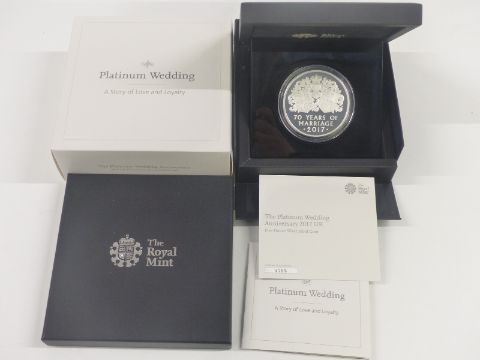 Platinum Wedding
A Story of Love and Loyalty
70 YEARS OF
MARRIAGE
· 2017 ·
The
Royal
Mint
The Platinum Wedding
Anniversary 2017 UK
Platinum Wedding
A Story of Love and Loyalty